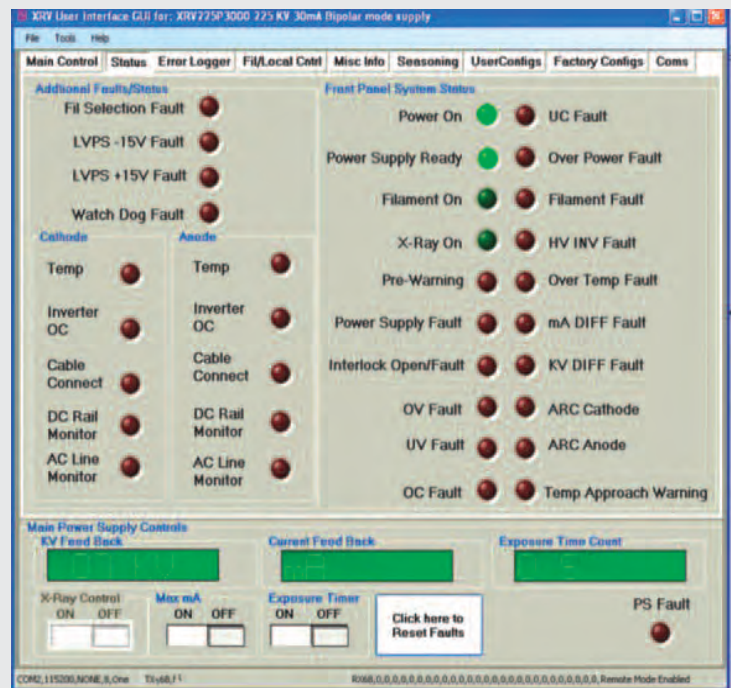 XRV User Interface GUI for: XRV225P3000 225 KV 30mA Bipolar mode supply
File Tools Help
Main Control Status Error Logger Fil/Local Cntrl Misc Info Seasoning UserConfigs Factory Configs Coms
Addtional Faults/Status
Fil Selection Fault
LVPS -15V Fault
LVPS +15V Fault
Watch Dog Fault
Cathode
Temp
Inverter
OC
Cable
Connect
DC Rail
Monitor
AC Line
Monitor
Anode
Temp
Inverter
OC
Cable
Connect
DC Rail
Monitor
AC Line
Monitor
Front Panel System Status
Power On UC Fault
Power Supply Ready Over Power Fault
Filament On Filament Fault
X-Ray On HV INV Fault
Pre-Warning Over Temp Fault
Power Supply Fault mA DIFF Fault
Interlock Open/Fault KV DIFF Fault
OV Fault ARC Cathode
UV Fault ARC Anode
OC Fault Temp Approach Warning
Main Power Supply Controls
KV Feed Back Current Feed Back Exposure Time Count
mA
X-Ray Control
ON OFF
Max mA
ON OFF
Exposure Timer
ON OFF
Click here to
Reset Faults
PS Fault
COM2,115200,NONE,8,One Remote Mode Enabled